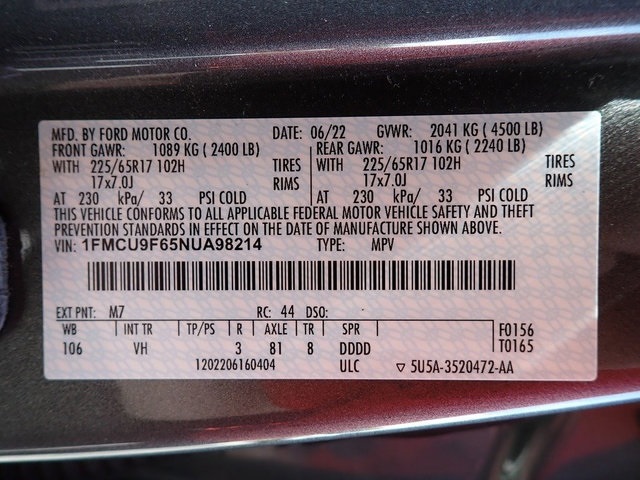 MFD. BY FORD MOTOR CO. DATE: 06/22 GVWR: 2041 KG ( 4500 LB)
FRONT GAWR: 1089 KG ( 2400 LB) REAR GAWR: 1016 KG ( 2240 LB)
WITH 225/65R17 102H TIRES WITH 225/65R17 102H TIRES
17x7.0J RIMS 17x7.0J RIMS
AT 230 kPa/ 33 PSI COLD AT 230 kPa/ 33 PSI COLD
THIS VEHICLE CONFORMS TO ALL APPLICABLE FEDERAL MOTOR VEHICLE SAFETY AND THEFT
PREVENTION STANDARDS IN EFFECT ON THE DATE OF MANUFACTURE SHOWN ABOVE.
VIN: 1FMCU9F65NUA98214 TYPE: MPV
EXT PNT: M7 RC: 44 DSO:
WB INT TR TP/PS R AXLE TR SPR F0156
106 VH 3 81 8 DDDD T0165
1202206160404 ULC ▽ 5U5A-3520472-AA